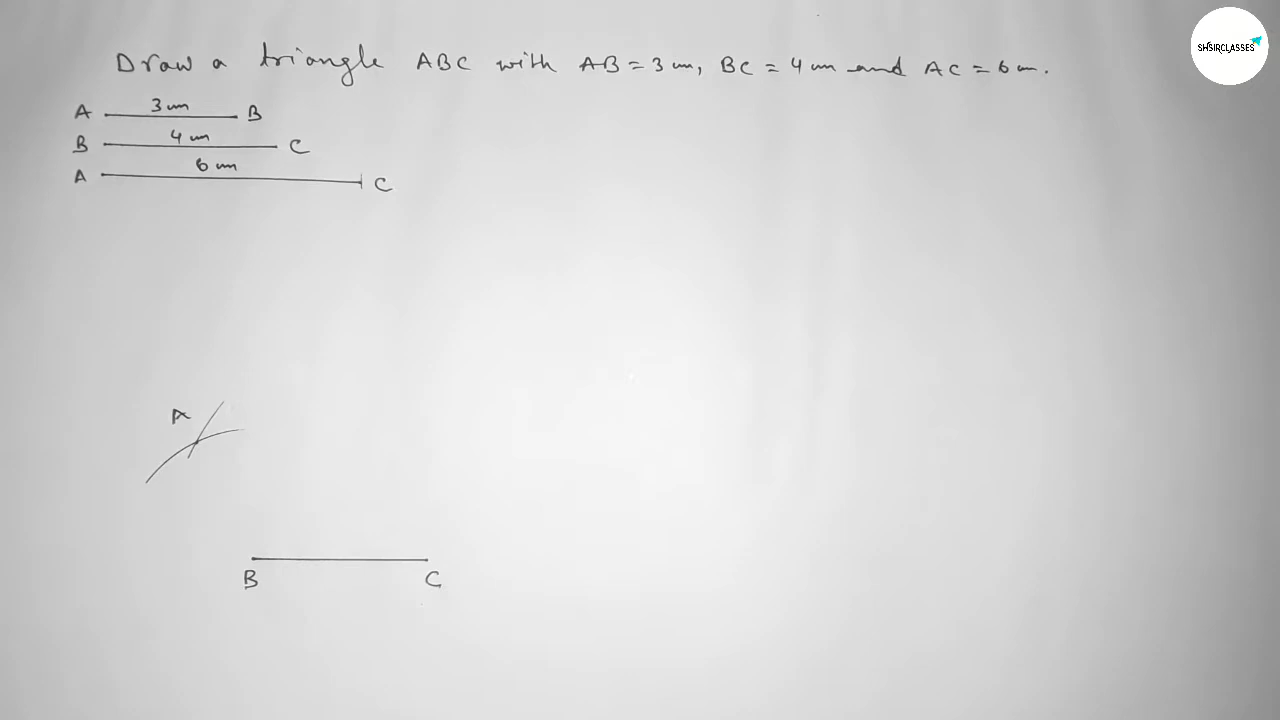 Draw a triangle ABC with AB = 3 cm, BC = 4 cm and AC = 6 cm.
SHSIRCLASSES
A 3 cm B
B 4 cm C
A 6 cm C
A
B C